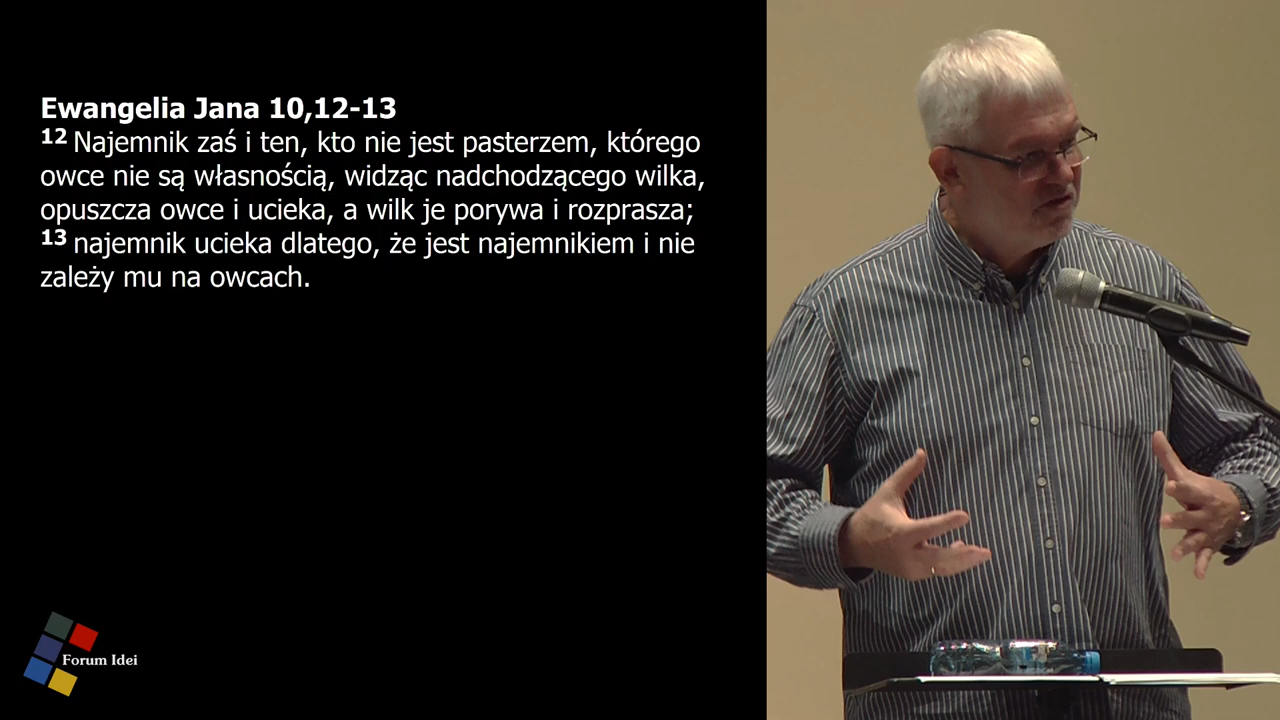 Ewangelia Jana 10,12-13
12 Najemnik zaś i ten, kto nie jest pasterzem, którego
owce nie są własnością, widząc nadchodzącego wilka,
opuszcza owce i ucieka, a wilk je porywa i rozprasza;
13 najemnik ucieka dlatego, że jest najemnikiem i nie
zależy mu na owcach.
Forum Idei